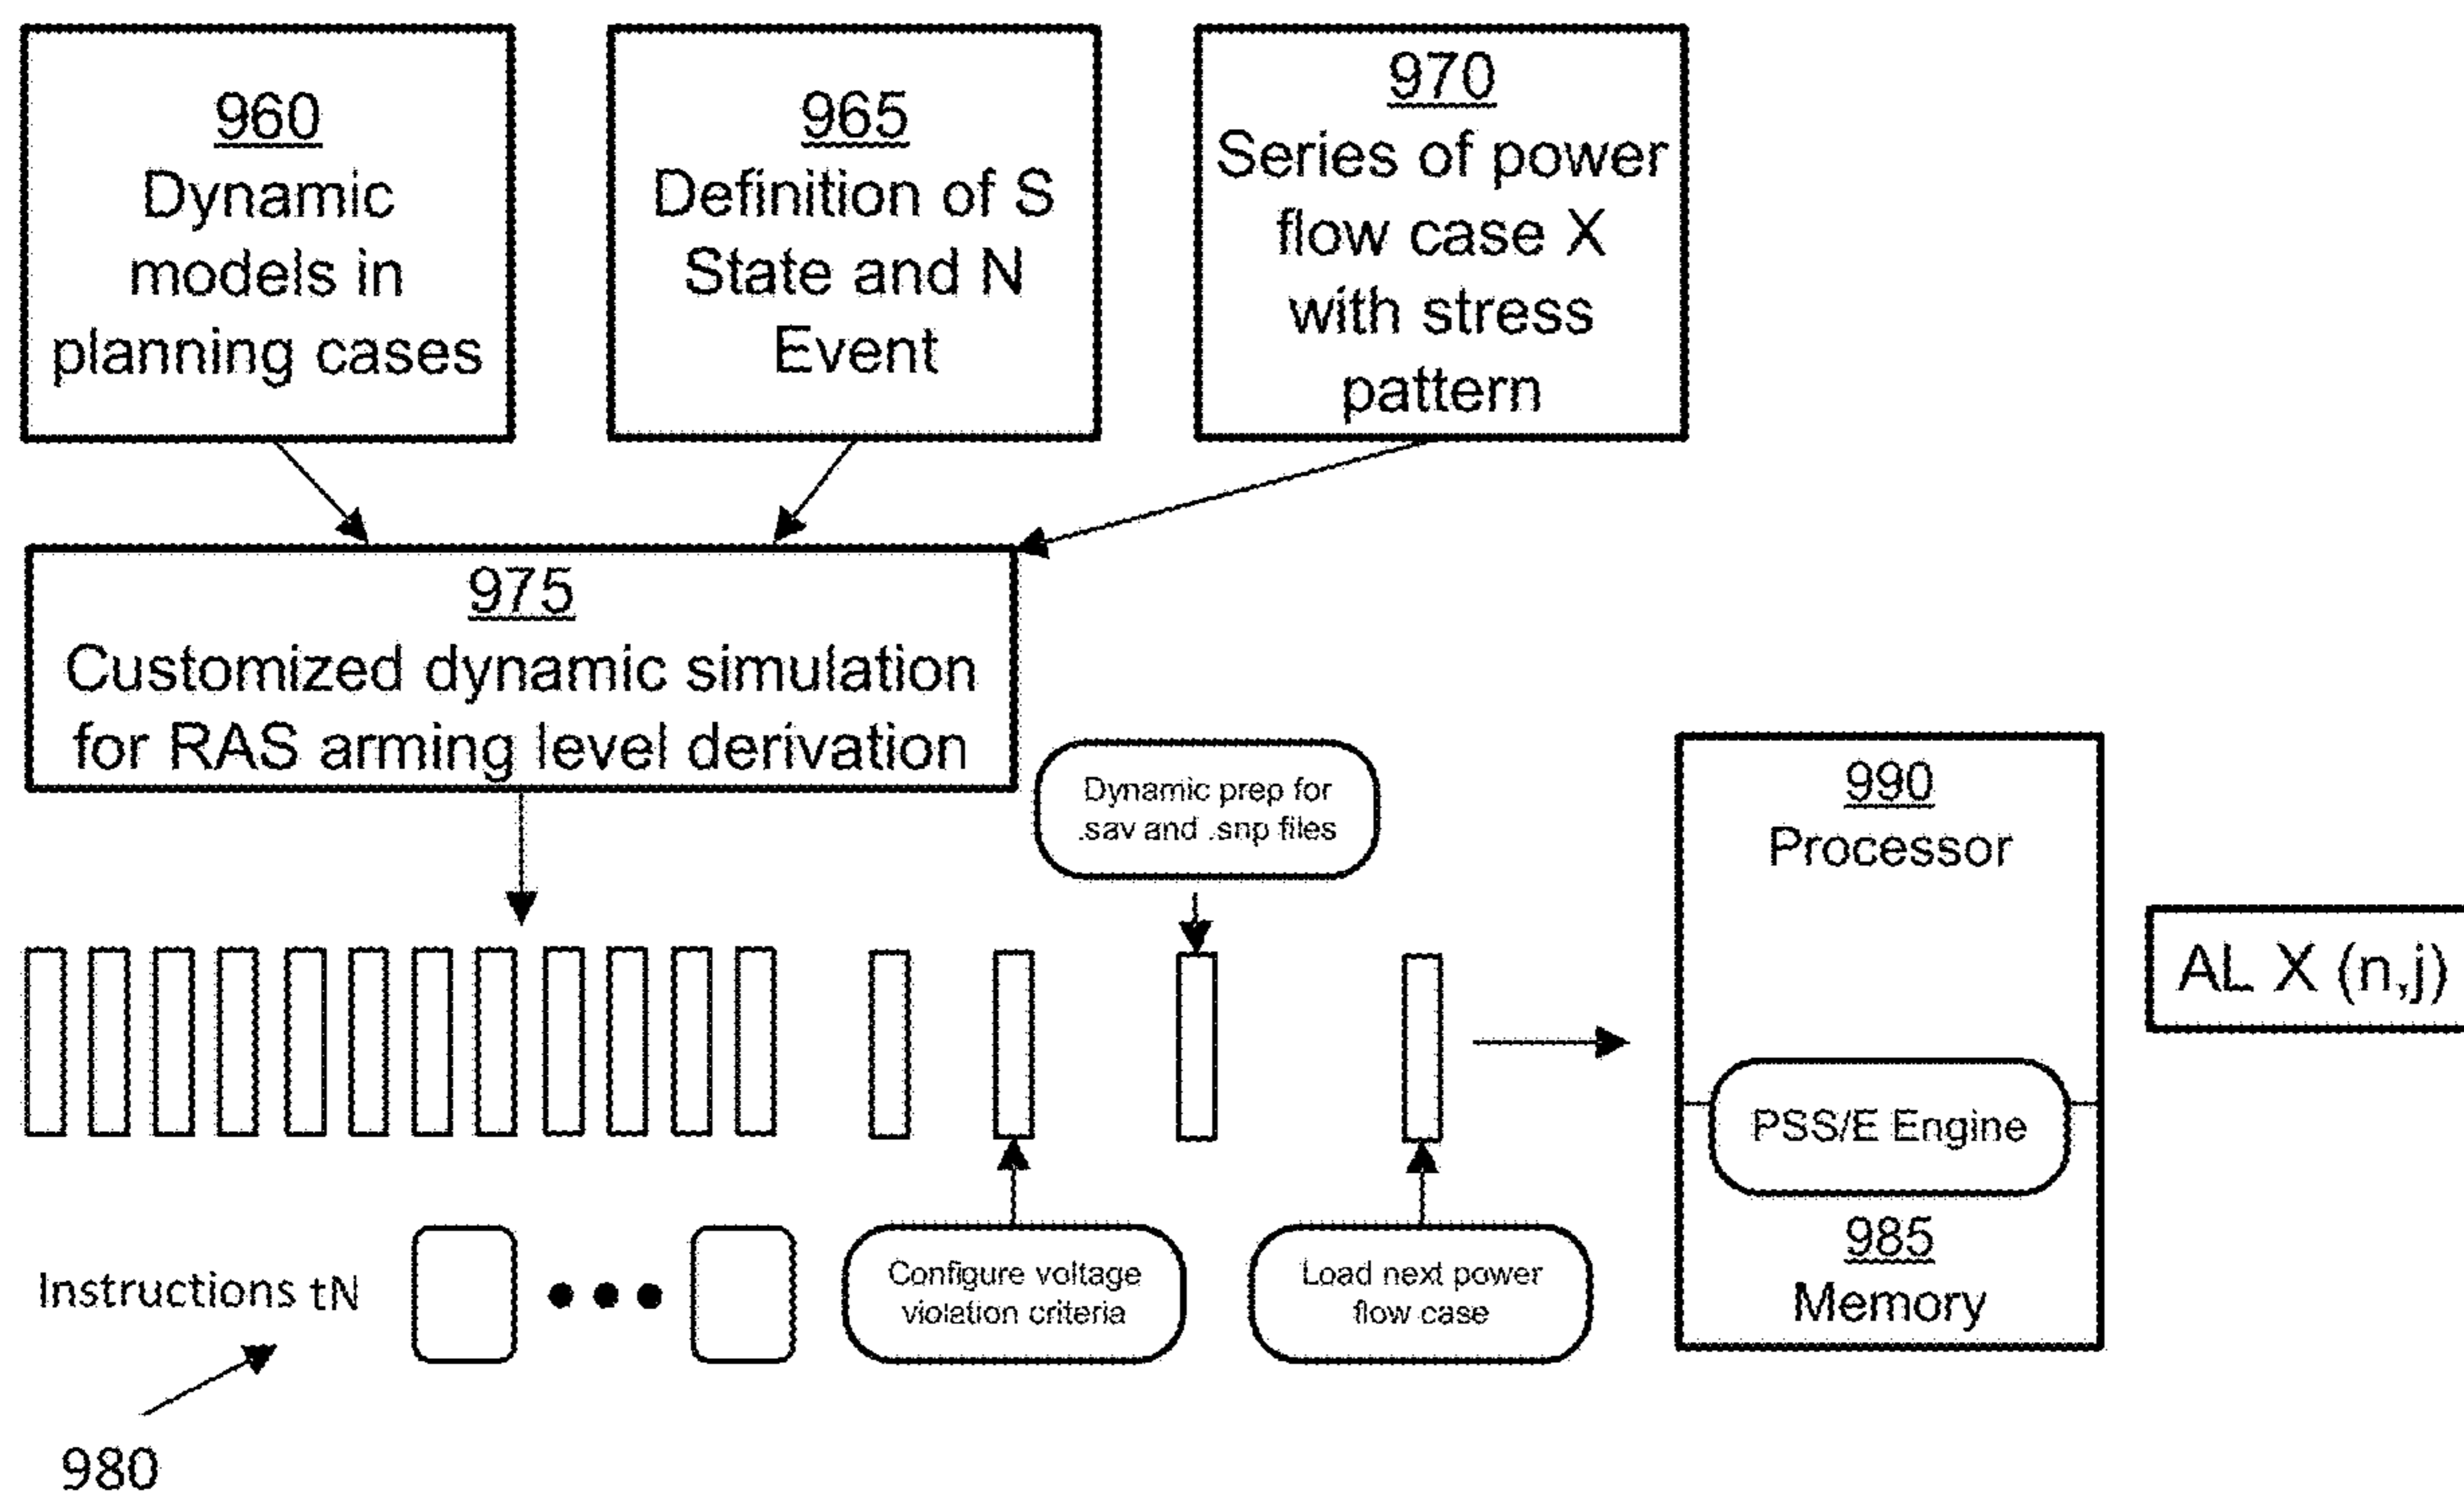 960
Dynamic
models in
planning cases
965
Definition of S
State and N
Event
970
Series of power
flow case X
with stress
pattern
975
Customized dynamic simulation
for RAS arming level derivation
Dynamic prep for
.sav and .snp files
990
Processor
AL X (n,j)
PSS/E Engine
985
Memory
Instructions tN
Configure voltage
violation criteria
Load next power
flow case
980